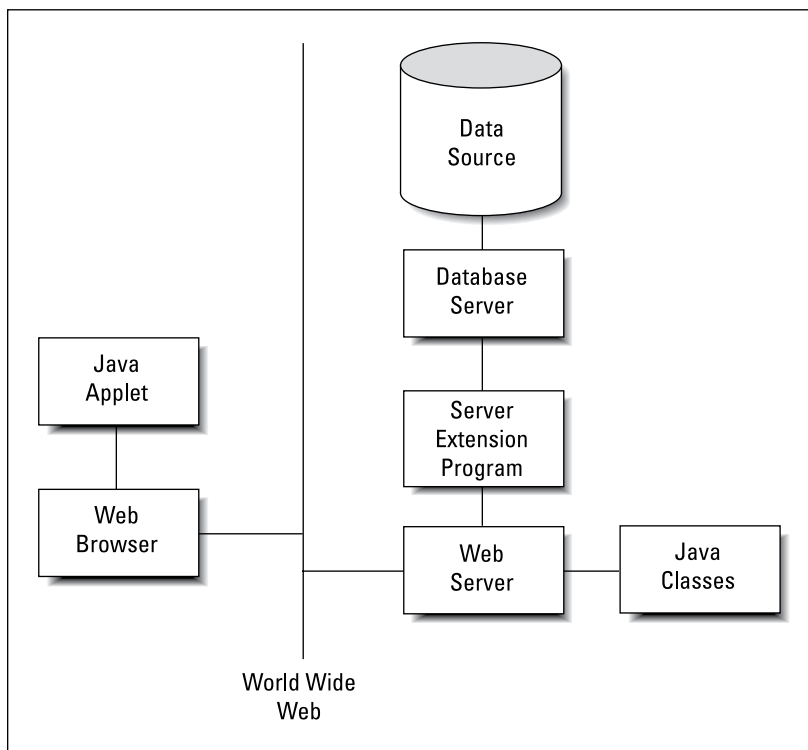 Data
Source
Database
Server
Java
Applet
Server
Extension
Program
Web
Browser
Web
Server
Java
Classes
World Wide
Web